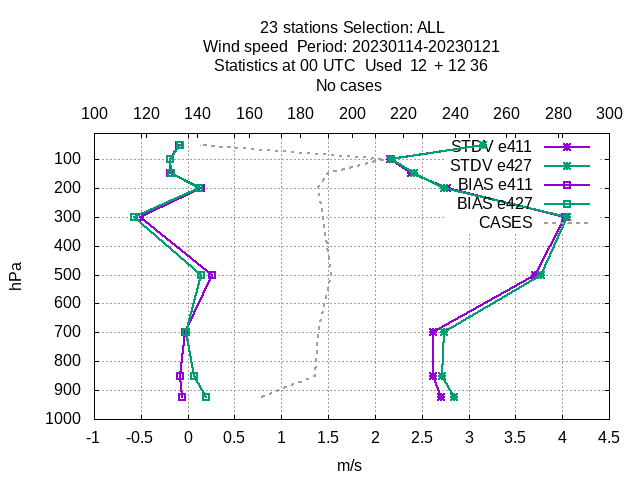 23 stations Selection: ALL
Wind speed  Period: 20230114-20230121
Statistics at 00 UTC  Used  12  + 12 36
No cases
100 120 140 160 180 200 220 240 260 280 300
STDV e411
STDV e427
BIAS e411
BIAS e427
CASES
100
200
300
400
500
600
700
800
900
1000
hPa
-1 -0.5 0 0.5 1 1.5 2 2.5 3 3.5 4 4.5
m/s